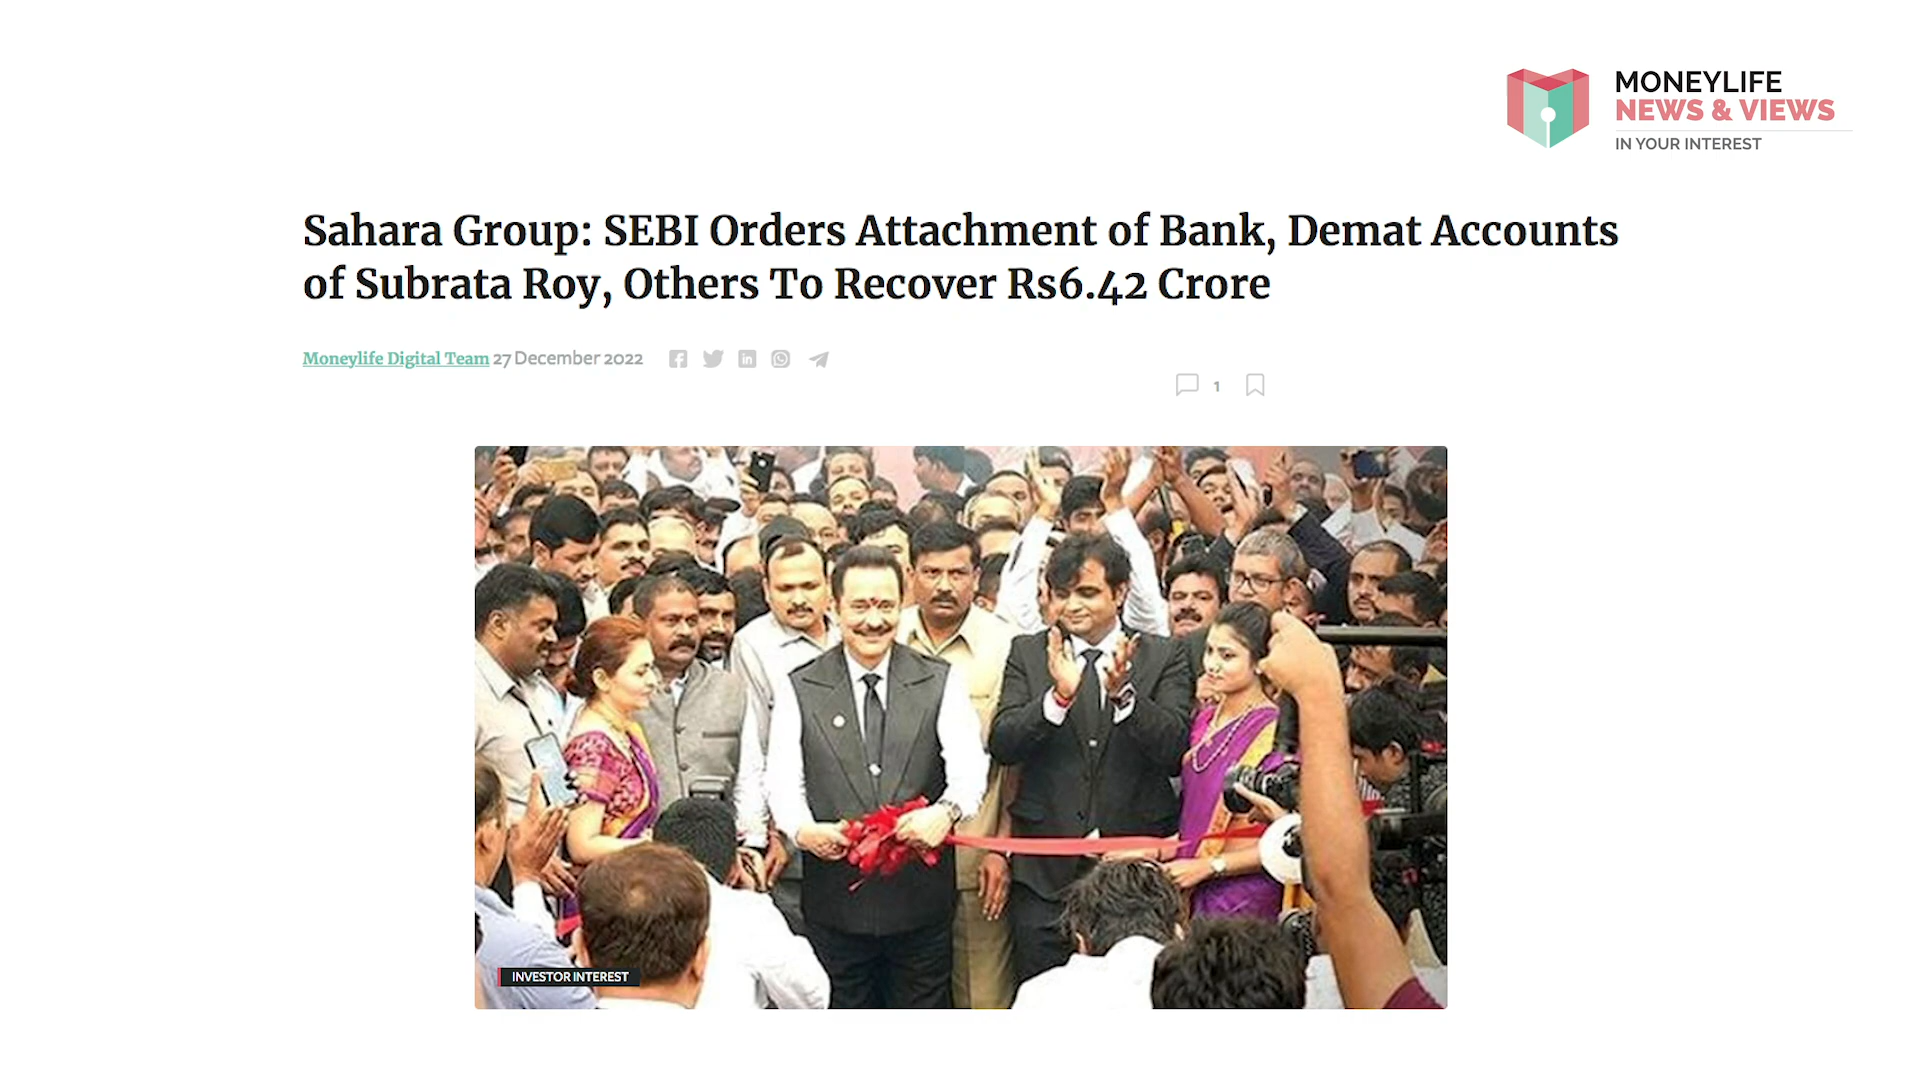 MONEYLIFE
NEWS & VIEWS
IN YOUR INTEREST
Sahara Group: SEBI Orders Attachment of Bank, Demat Accounts
of Subrata Roy, Others To Recover Rs6.42 Crore
Moneylife Digital Team 27 December 2022
1
INVESTOR INTEREST